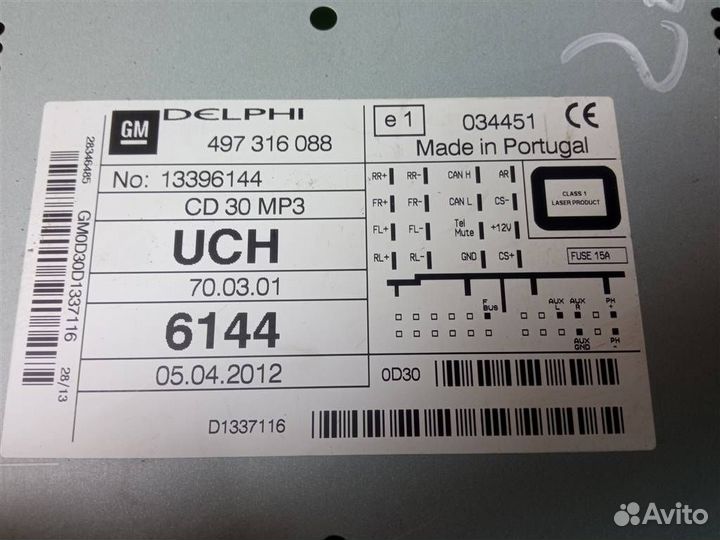 GM
DELPHI
497 316 088
e 1
034451 CE
Made in Portugal
28346485
GM0D30D1337116
28/13
No: 13396144
CD 30 MP3
UCH
70.03.01
6144
05.04.2012
RR+ RR- CAN H AR
FR+ FR- CAN L CS-
FL+ FL- Tel Mute +12V
RL+ RL- GND CS+
CLASS 1
LASER PRODUCT
FUSE 15A
F BUS
AUX L
AUX R
PH +
AUX GND
PH -
0D30
D1337116
Avito